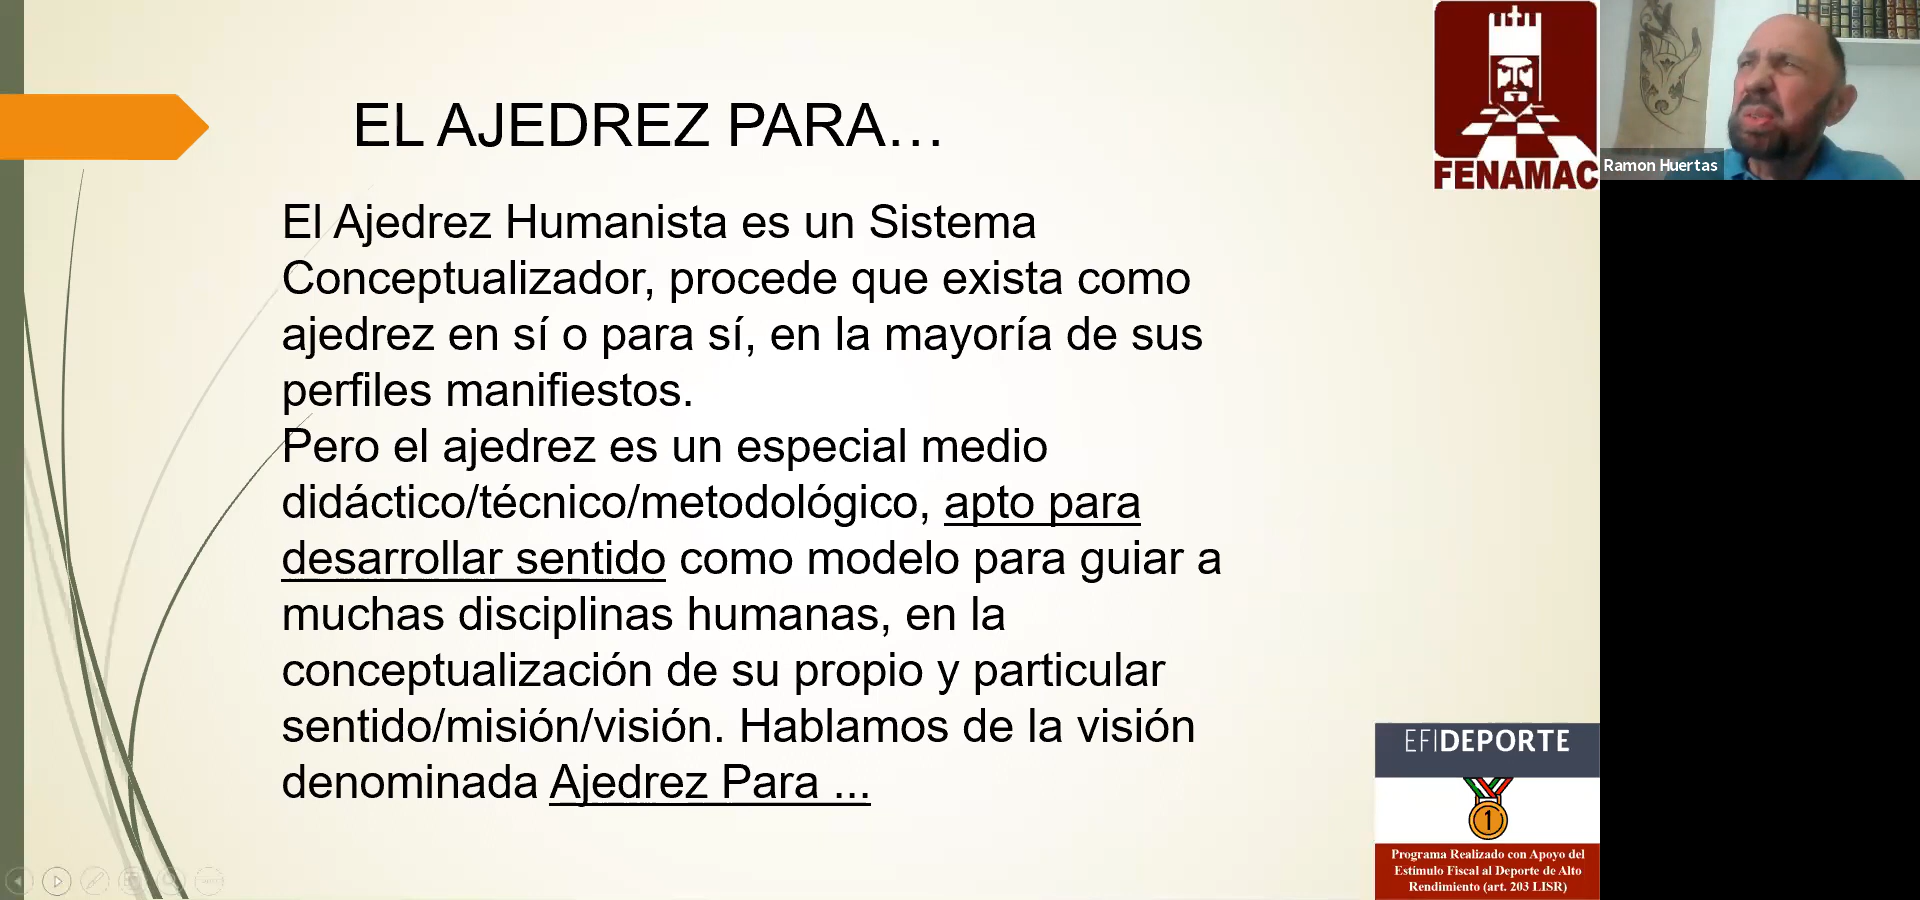 EL AJEDREZ PARA...
El Ajedrez Humanista es un Sistema
Conceptualizador, procede que exista como
ajedrez en sí o para sí, en la mayoría de sus
perfiles manifiestos.
Pero el ajedrez es un especial medio
didáctico/técnico/metodológico, apto para
desarrollar sentido como modelo para guiar a
muchas disciplinas humanas, en la
conceptualización de su propio y particular
sentido/misión/visión. Hablamos de la visión
denominada Ajedrez Para ...
FENAMAC
Ramon Huertas
EFIDEPORTE
1
Programa Realizado con Apoyo del
Estímulo Fiscal al Deporte de Alto
Rendimiento (art. 203 LISR)